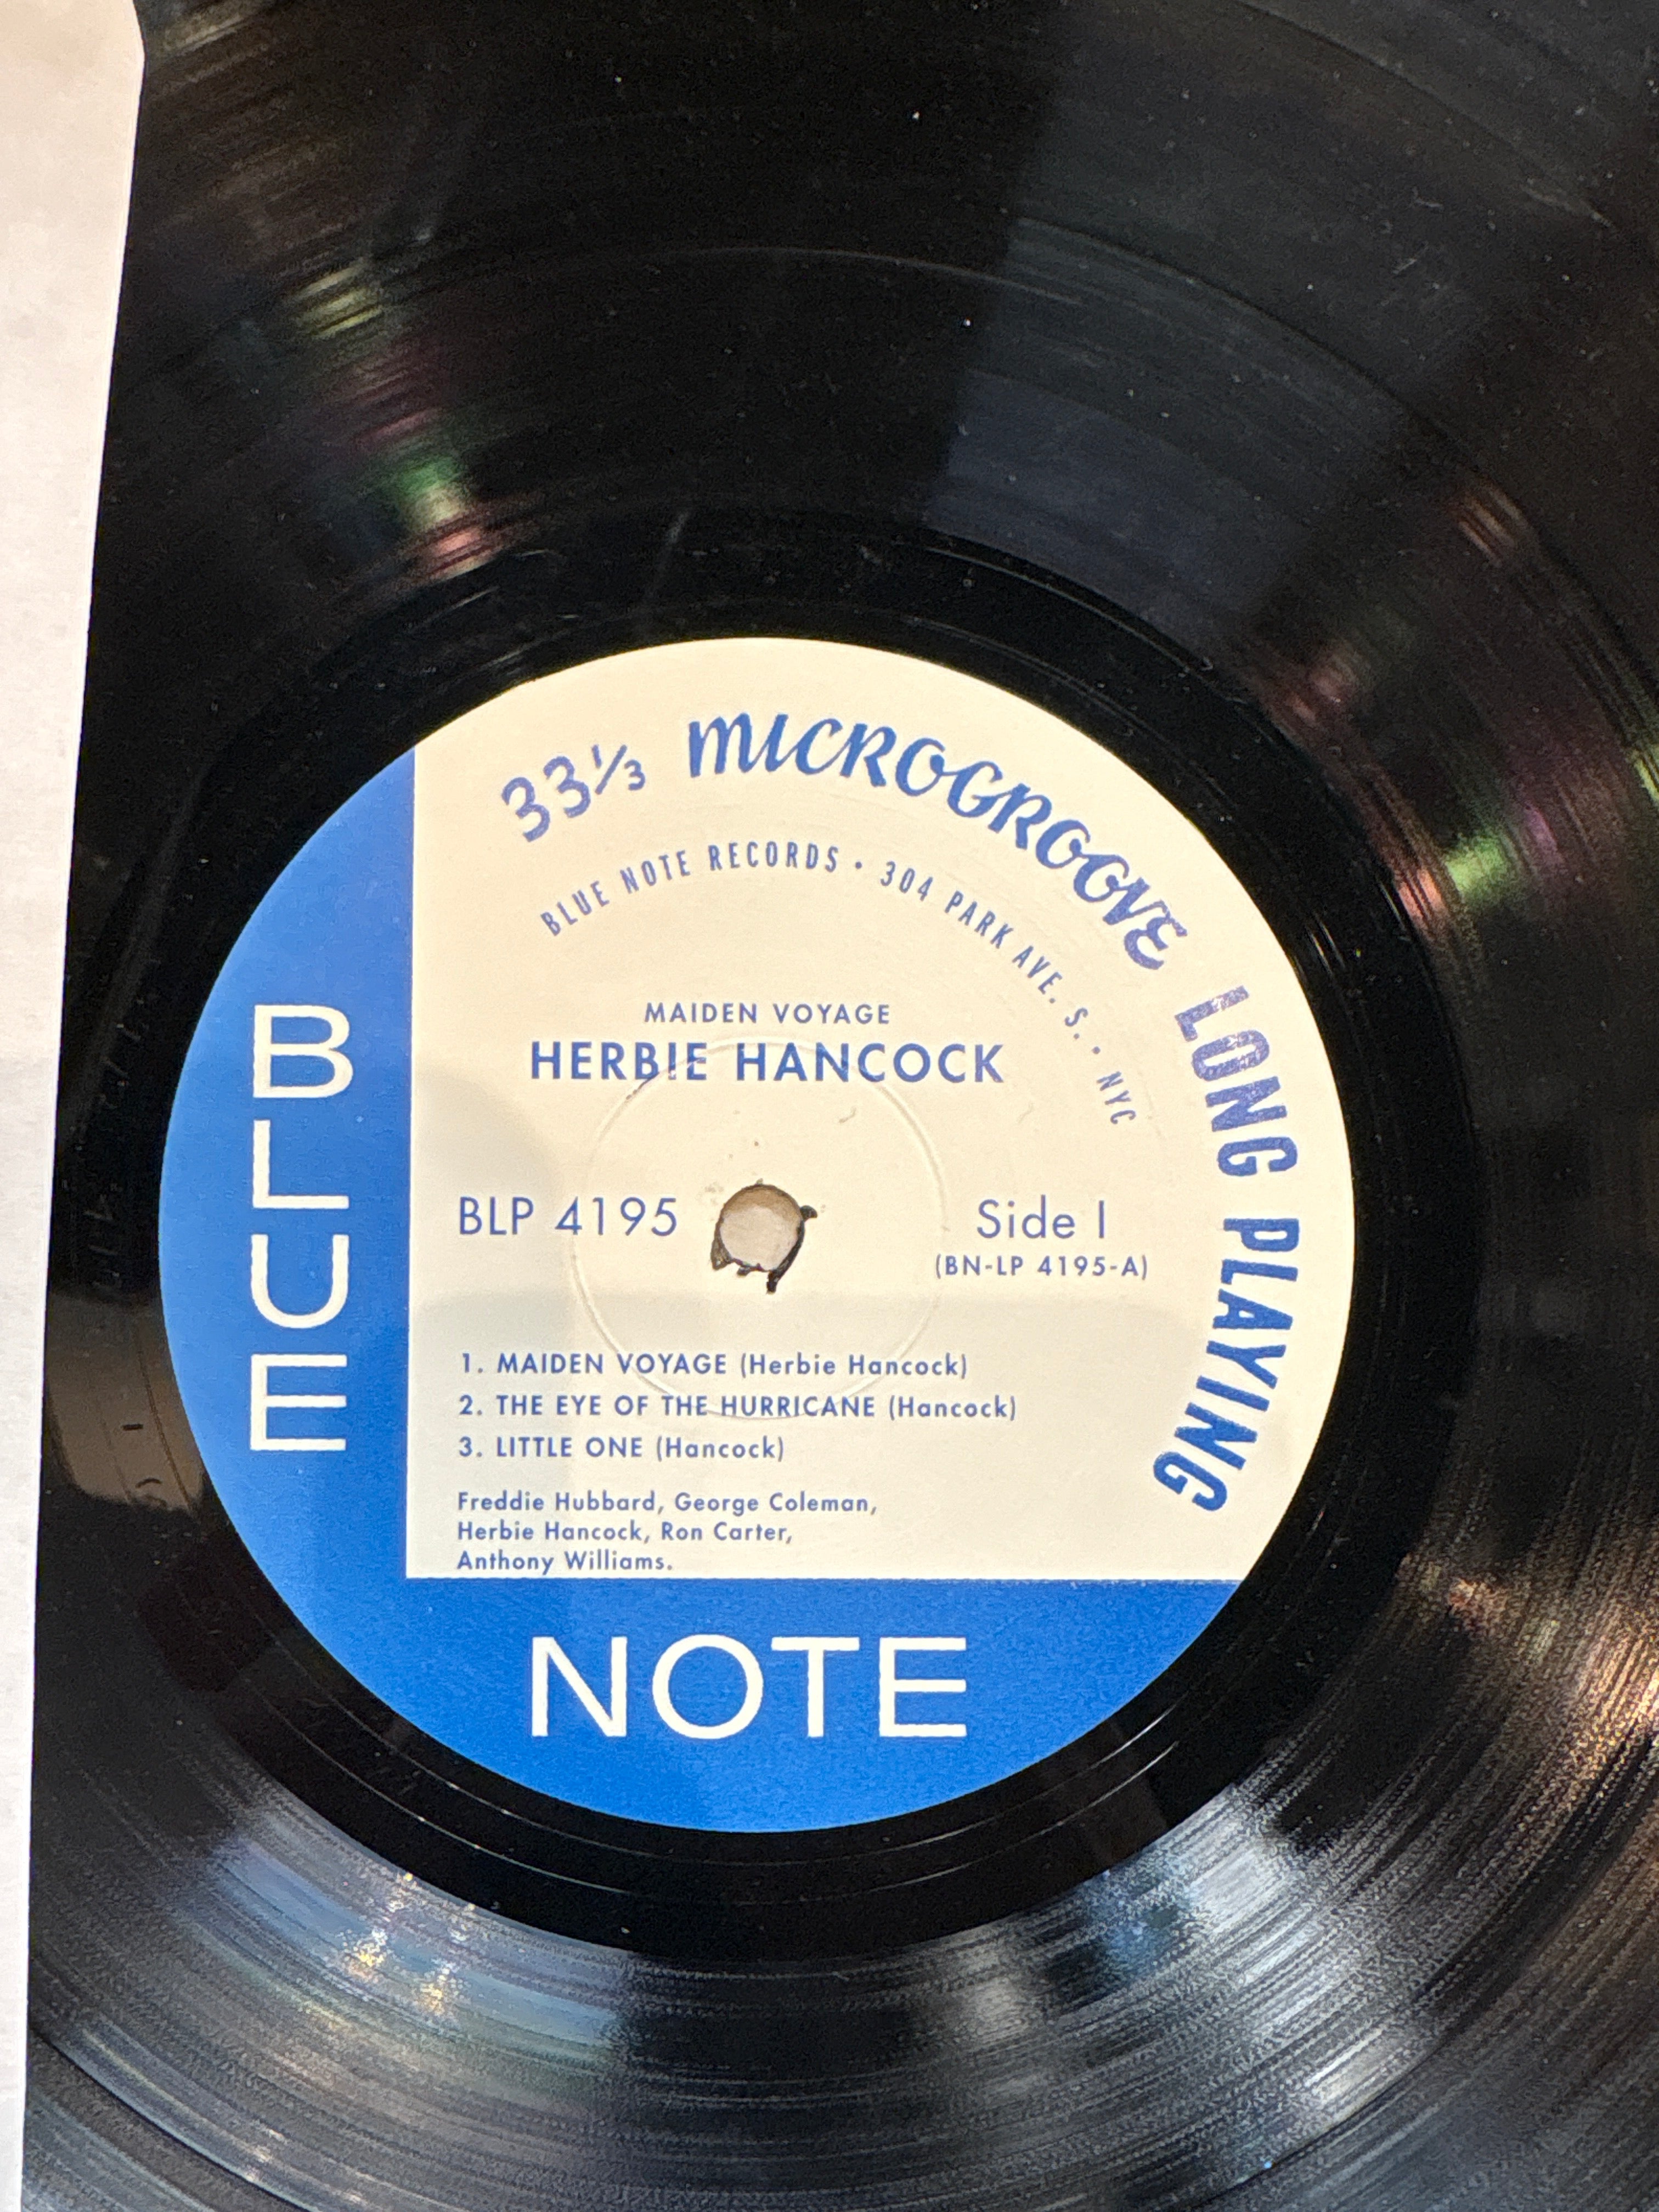 33⅓ MICROGROOVE LONG PLAYING
BLUE NOTE RECORDS • 304 PARK AVE. S. • NYC
MAIDEN VOYAGE
HERBIE HANCOCK
BLP 4195
Side I
(BN-LP 4195-A)
1. MAIDEN VOYAGE (Herbie Hancock)
2. THE EYE OF THE HURRICANE (Hancock)
3. LITTLE ONE (Hancock)
Freddie Hubbard, George Coleman,
Herbie Hancock, Ron Carter,
Anthony Williams.
BLUE
NOTE